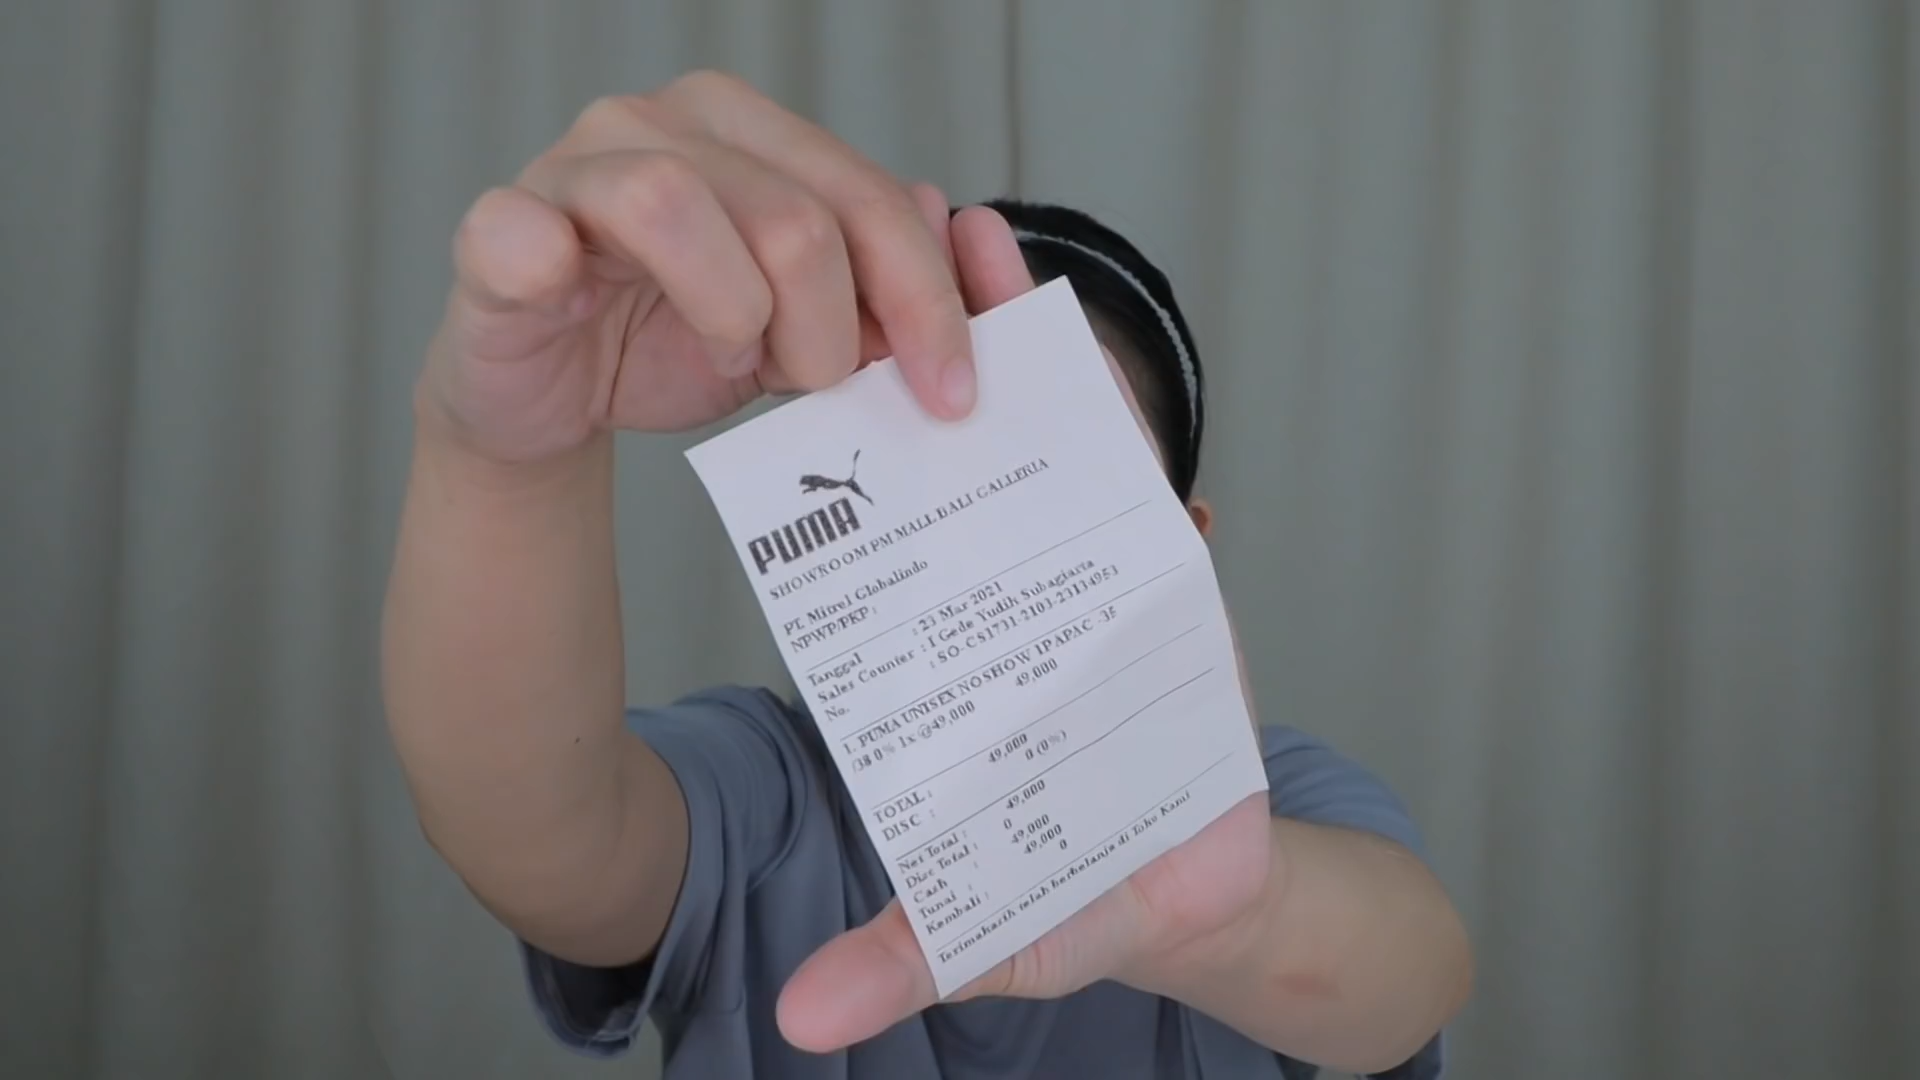 PUMA
SHOWROOM PM MALL BALI GALLERIA
PT. Mitrel Globalindo
NPWP/PKP :
Tanggal : 23 Mar 2021
Sales Counter : I Gede Yudik Subagiarta
No. : SO-CS1731-2103-23134953
1. PUMA UNISEX NO SHOW 1P APAC -35
/38 0% 1x @49,000 49,000
TOTAL : 49,000
DISC : 0 (0%)
Net Total : 49,000
Disc Total : 0
Cash : 49,000
Tunai : 49,000
Kembali : 0
Terimakasih telah berbelanja di Toko Kami